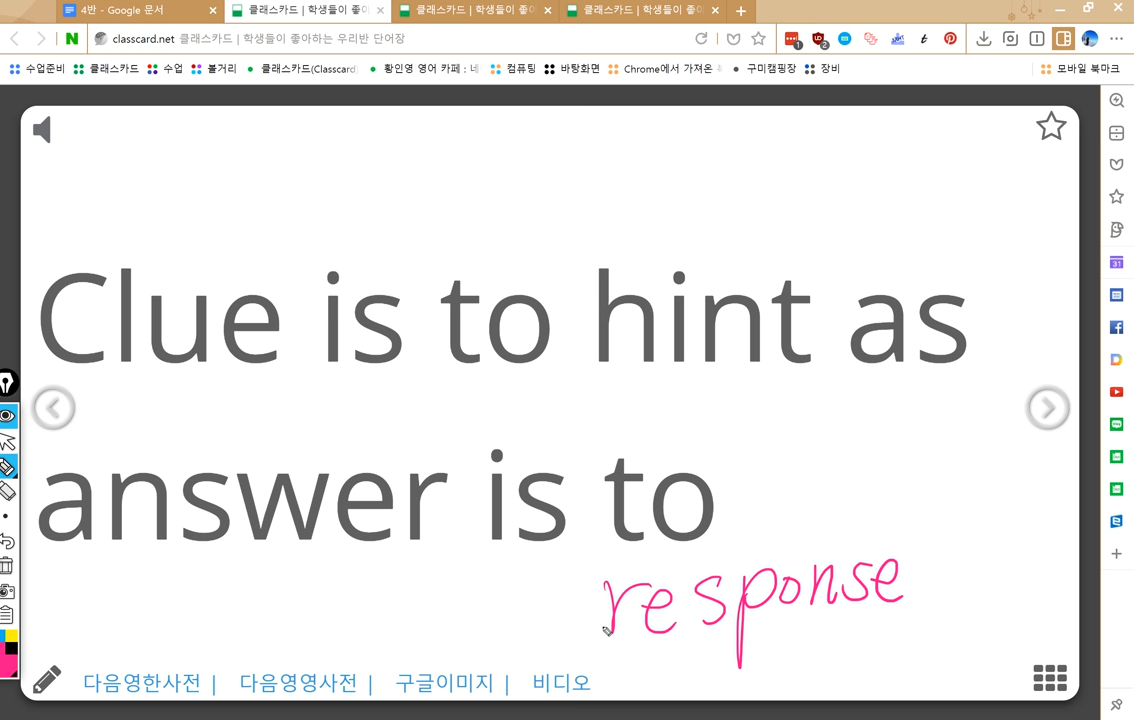 4반 - Google 문서
클래스카드 | 학생들이 좋아
클래스카드 | 학생들이 좋아
클래스카드 | 학생들이 좋아
classcard.net 클래스카드 | 학생들이 좋아하는 우리반 단어장
수업준비 클래스카드 수업 볼거리 클래스카드(Classcard 황인영 영어 카페 : 네 컴퓨팅 바탕화면 Chrome에서 가져온 구미캠핑장 장비 모바일 북마크
Clue is to hint as
answer is to
response
다음영한사전 | 다음영영사전 | 구글이미지 | 비디오